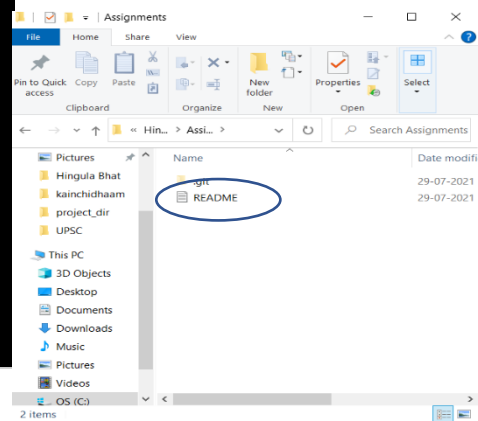 Assignments
File Home Share View
Pin to Quick access
Copy
Paste
Clipboard
Organize
New folder
New
Properties
Open
Select
« Hin... > Assi... >
Search Assignments
Name
Date modifi
.git
29-07-2021
README
29-07-2021
Pictures
Hingula Bhat
kainchidhaam
project_dir
UPSC
This PC
3D Objects
Desktop
Documents
Downloads
Music
Pictures
Videos
OS (C:)
2 items